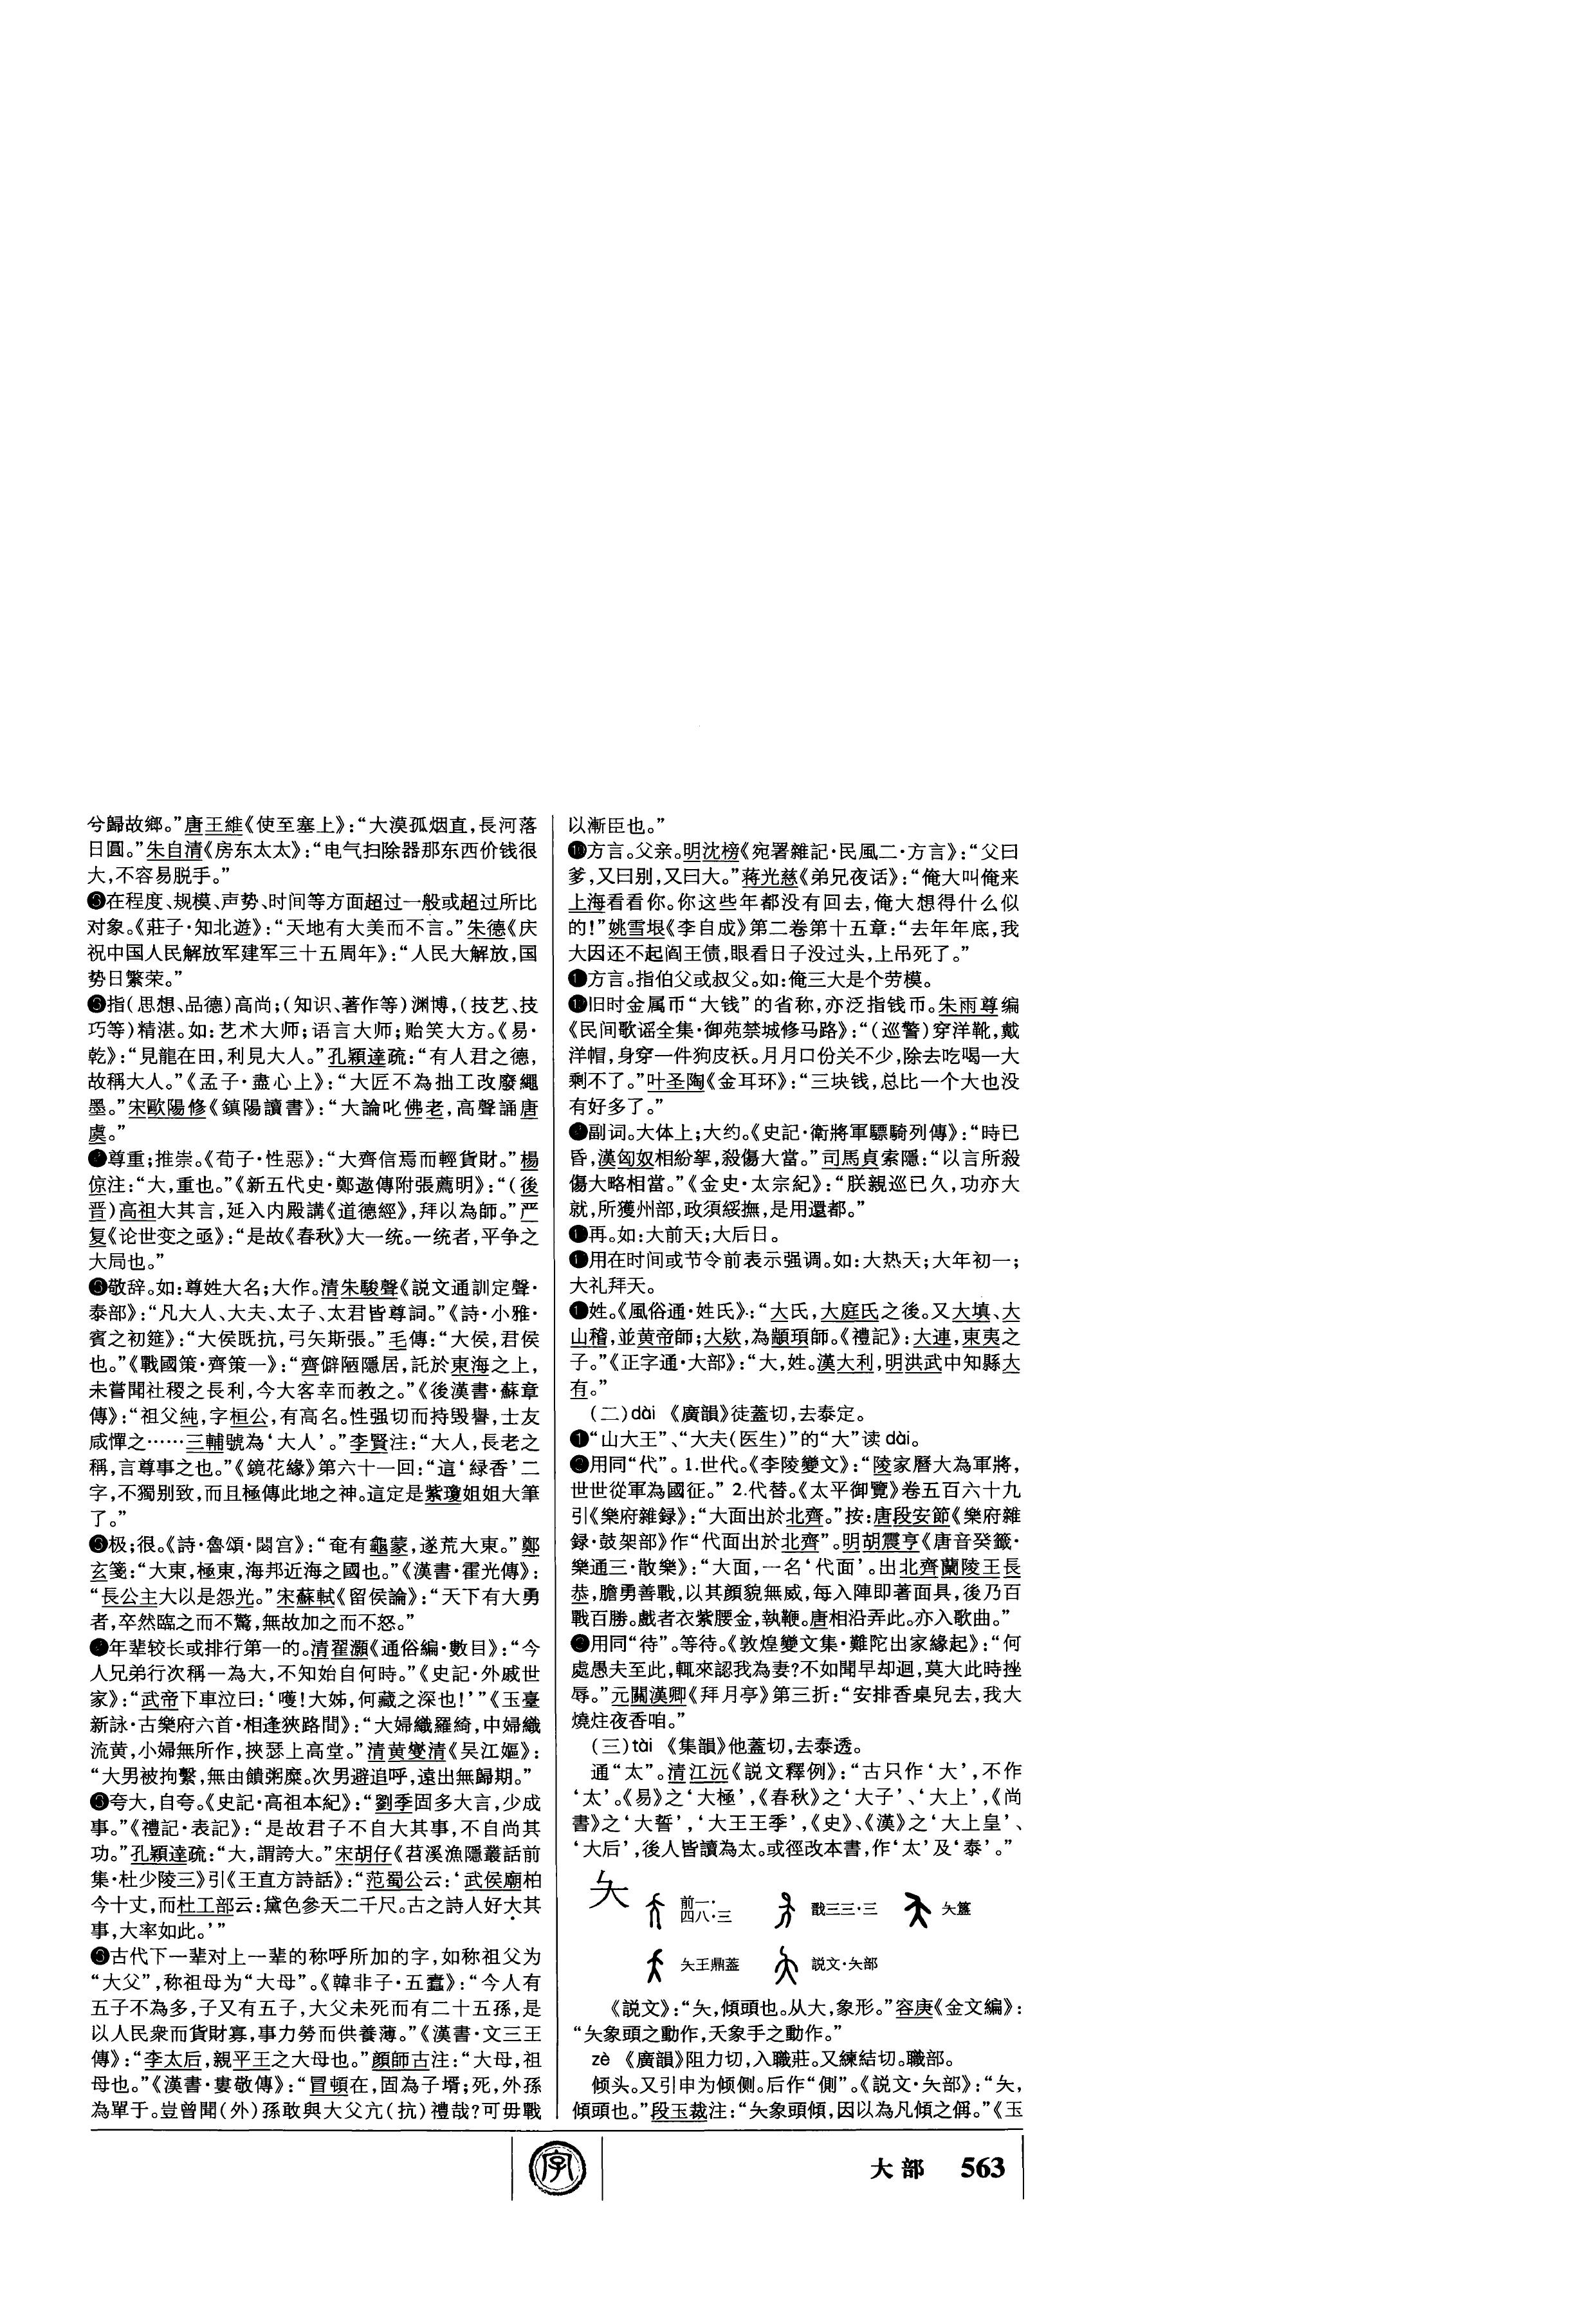 兮歸故鄉。”唐王維《使至塞上》：“大漠孤烟直，長河落
日圓。”朱自清《房东太太》：“电气扫除器那东西价钱很
大，不容易脱手。”
在程度、规模、声势、时间等方面超过一般或超过所比
对象。《莊子·知北遊》：“天地有大美而不言。”朱德《庆
祝中国人民解放军建军三十五周年》：“人民大解放，国
势日繁荣。”
指（思想、品德）高尚；（知识、著作等）渊博，（技艺、技
巧等）精湛。如：艺术大师；语言大师；贻笑大方。《易·
乾》：“見龍在田，利見大人。”孔穎達疏：“有人君之德，
故稱大人。”《孟子·盡心上》：“大匠不為拙工改廢繩
墨。”宋歐陽修《鎮陽讀書》：“大論叱佛老，高聲誦唐
虞。”
尊重；推崇。《荀子·性惡》：“大齊信焉而輕貨財。”楊
倞注：“大，重也。”《新五代史·鄭遨傳附張薦明》：“（後
晋）高祖大其言，延入内殿講《道德經》，拜以為師。”严
复《论世变之亟》：“是故《春秋》大一统。一统者，平争之
大局也。”
敬辞。如：尊姓大名；大作。清朱駿聲《説文通訓定聲·
泰部》：“凡大人、大夫、太子、太君皆尊詞。”《詩·小雅·
賓之初筵》：“大侯既抗，弓矢斯張。”毛傳：“大侯，君侯
也。”《戰國策·齊策一》：“齊僻陋隱居，託於東海之上，
未嘗聞社稷之長利，今大客幸而教之。”《後漢書·蘇章
傳》：“祖父純，字桓公，有高名。性强切而持毁譽，士友
咸憚之……三輔號為‘大人’。”李賢注：“大人，長老之
稱，言尊事之也。”《鏡花緣》第六十一回：“這‘緑香’二
字，不獨别致，而且極傳此地之神。這定是紫瓊姐姐大筆
了。”
极；很。《詩·魯頌·閟宫》：“奄有龜蒙，遂荒大東。”鄭
玄箋：“大東，極東，海邦近海之國也。”《漢書·霍光傳》：
“長公主大以是怨光。”宋蘇軾《留侯論》：“天下有大勇
者，卒然臨之而不驚，無故加之而不怒。”
年辈较长或排行第一的。清翟灝《通俗編·數目》：“今
人兄弟行次稱一為大，不知始自何時。”《史記·外戚世
家》：“武帝下車泣曰：‘嚄！大姊，何藏之深也！’”《玉臺
新詠·古樂府六首·相逢狹路間》：“大婦織羅綺，中婦織
流黄，小婦無所作，挾瑟上高堂。”清黄燮清《吴江嫗》：
“大男被拘繫，無由饋粥糜。次男避追呼，遠出無歸期。”
夸大，自夸。《史記·高祖本紀》：“劉季固多大言，少成
事。”《禮記·表記》：“是故君子不自大其事，不自尚其
功。”孔穎達疏：“大，謂誇大。”宋胡仔《苕溪漁隱叢話前
集·杜少陵三》引《王直方詩話》：“范蜀公云：‘武侯廟柏
今十丈，而杜工部云：黛色參天二千尺。古之詩人好大其
事，大率如此。’”
古代下一辈对上一辈的称呼所加的字，如称祖父为
“大父”，称祖母为“大母”。《韓非子·五蠹》：“今人有
五子不為多，子又有五子，大父未死而有二十五孫，是
以人民衆而貨財寡，事力勞而供養薄。”《漢書·文三王
傳》：“李太后，親平王之大母也。”顔師古注：“大母，祖
母也。”《漢書·婁敬傳》：“冒頓在，固為子壻；死，外孫
為單于。豈曾聞（外）孫敢與大父亢（抗）禮哉？可毋戰
以漸臣也。”
方言。父亲。明沈榜《宛署雜記·民風二·方言》：“父曰
爹，又曰别，又曰大。”蒋光慈《弟兄夜话》：“俺大叫俺来
上海看看你。你这些年都没有回去，俺大想得什么似
的！”姚雪垠《李自成》第二卷第十五章：“去年年底，我
大因还不起阎王债，眼看日子没过头，上吊死了。”
方言。指伯父或叔父。如：俺三大是个劳模。
旧时金属币“大钱”的省称，亦泛指钱币。朱雨尊编
《民间歌谣全集·御苑禁城修马路》：“（巡警）穿洋靴，戴
洋帽，身穿一件狗皮袄。月月口份关不少，除去吃喝一大
剩不了。”叶圣陶《金耳环》：“三块钱，总比一个大也没
有好多了。”
副词。大体上；大约。《史記·衛將軍驃騎列傳》：“時已
昏，漢匈奴相紛挐，殺傷大當。”司馬貞索隱：“以言所殺
傷大略相當。”《金史·太宗紀》：“朕親巡已久，功亦大
就，所獲州部，政須綏撫，是用還都。”
再。如：大前天；大后日。
用在时间或节令前表示强调。如：大热天；大年初一；
大礼拜天。
姓。《風俗通·姓氏》：“大氏，大庭氏之後。又大填、大
山稽，並黄帝師；大欵，為顓頊師。《禮記》：大連，東夷之
子。”《正字通·大部》：“大，姓。漢大利，明洪武中知縣大
有。”
（二）dài 《廣韻》徒蓋切，去泰定。
❶“山大王”、“大夫（医生）”的“大”读 dài。
❷用同“代”。1.世代。《李陵變文》：“陵家曆大為軍將，
世世從軍為國征。” 2.代替。《太平御覽》卷五百六十九
引《樂府雜録》：“大面出於北齊。”按：唐段安節《樂府雜
録·鼓架部》作“代面出於北齊”。明胡震亨《唐音癸籤·
樂通三·散樂》：“大面，一名‘代面’。出北齊蘭陵王長
恭，膽勇善戰，以其顔貌無威，每入陣即著面具，後乃百
戰百勝。戲者衣紫腰金，執鞭。唐相沿弄此。亦入歌曲。”
❸用同“待”。等待。《敦煌變文集·難陀出家緣起》：“何
處愚夫至此，輒來認我為妻？不如聞早却迴，莫大此時挫
辱。”元關漢卿《拜月亭》第三折：“安排香桌兒去，我大
燒炷夜香咱。”
（三）tài 《集韻》他蓋切，去泰透。
通“太”。清江沅《説文釋例》：“古只作‘大’，不作
‘太’。《易》之‘大極’，《春秋》之‘大子’、‘大上’，《尚
書》之‘大誓’，‘大王王季’，《史》、《漢》之‘大上皇’、
‘大后’，後人皆讀為太。或徑改本書，作‘太’及‘泰’。”
夨
前一·
四八·三
戩三三·三
夨簋
夨王鼎蓋
説文·夨部
《説文》：“夨，傾頭也。从大，象形。”容庚《金文編》：
“夨象頭之動作，夭象手之動作。”
zè 《廣韻》阻力切，入職莊。又練結切。職部。
倾头。又引申为倾侧。后作“側”。《説文·夨部》：“夨，
傾頭也。”段玉裁注：“夨象頭傾，因以為凡傾之偁。”《玉
字
大部 563